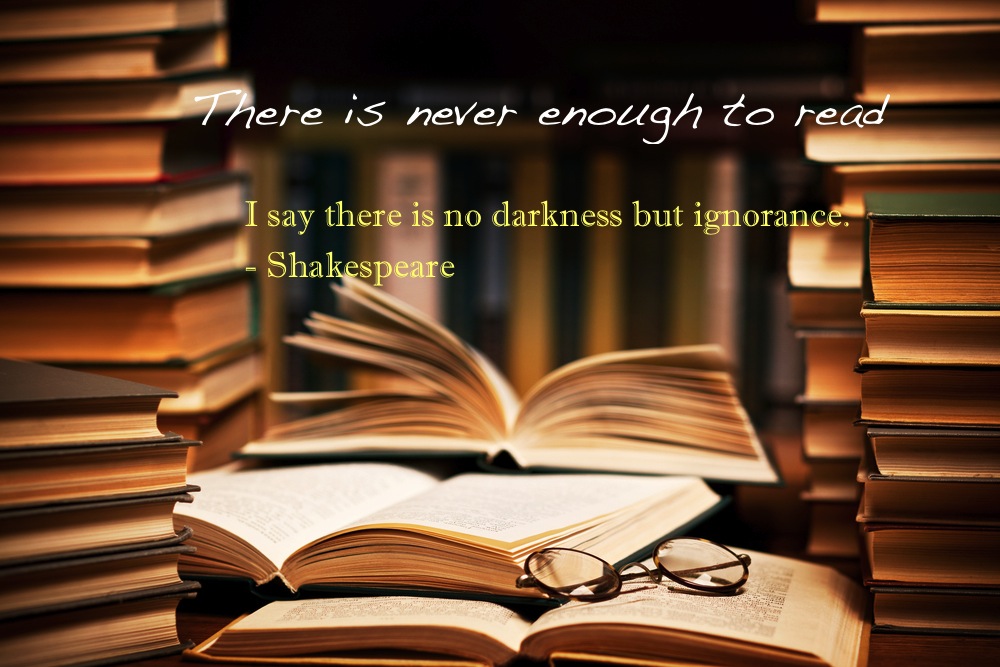 There is never enough to read
I say there is no darkness but ignorance.
- Shakespeare